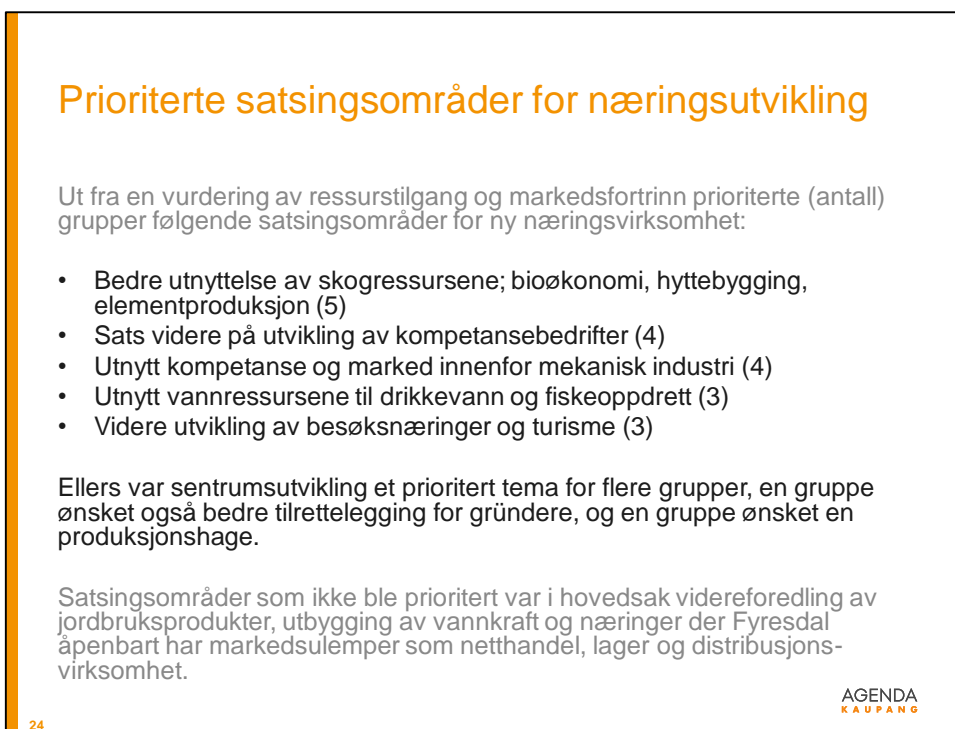 Prioriterte satsingsområder for næringsutvikling
Ut fra en vurdering av ressurstilgang og markedsfortrinn prioriterte (antall)
grupper følgende satsingsområder for ny næringsvirksomhet:
• Bedre utnyttelse av skogressursene; bioøkonomi, hyttebygging,
elementproduksjon (5)
• Sats videre på utvikling av kompetansebedrifter (4)
• Utnytt kompetanse og marked innenfor mekanisk industri (4)
• Utnytt vannressursene til drikkevann og fiskeoppdrett (3)
• Videre utvikling av besøksnæringer og turisme (3)
Ellers var sentrumsutvikling et prioritert tema for flere grupper, en gruppe
ønsket også bedre tilrettelegging for gründere, og en gruppe ønsket en
produksjonshage.
Satsingsområder som ikke ble prioritert var i hovedsak videreforedling av
jordbruksprodukter, utbygging av vannkraft og næringer der Fyresdal
åpenbart har markedsulemper som netthandel, lager og distribusjons-
virksomhet.
AGENDA
KAUPANG
24